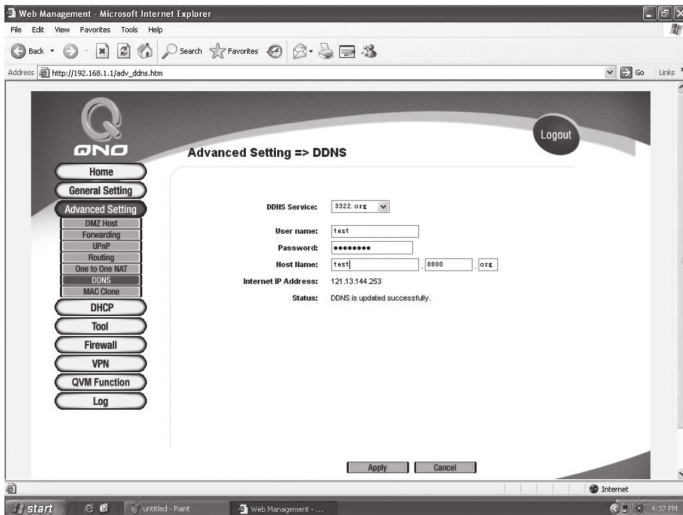 Web Management - Microsoft Internet Explorer
File Edit View Favorites Tools Help
Back Search Favorites
Address http://192.168.1.1/adv_ddns.htm Go Links
QNO
Logout
Advanced Setting => DDNS
Home
General Setting
Advanced Setting
DMZ Host
Forwarding
UPnP
Routing
One to One NAT
DDNS
MAC Clone
DHCP
Tool
Firewall
VPN
QVM Function
Log
DDNS Service: 3322.org
User name: test
Password: ••••••••
Host Name: test . 8800 . org
Internet IP Address: 121.13.144.253
Status: DDNS is updated successfully.
Apply Cancel
Internet
start untitled - Paint Web Management - ... 4:37 PM